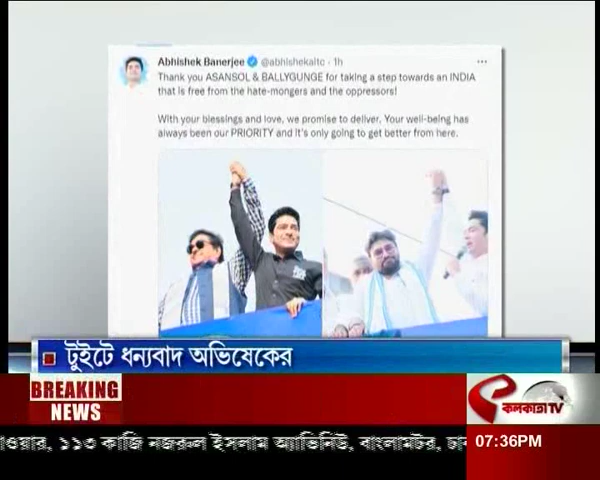 Abhishek Banerjee @abhishekaitc · 1h
Thank you ASANSOL & BALLYGUNGE for taking a step towards an INDIA
that is free from the hate-mongers and the oppressors!
With your blessings and love, we promise to deliver. Your well-being has
always been our PRIORITY and it's only going to get better from here.
টুইটে ধন্যবাদ অভিষেকের
BREAKING
NEWS
কলকাতা TV
াওয়ার, ১১৩ কাজি নজরুল ইসলাম অ্যাভিনিউ, বাংলামটর, ঢাক
07:36PM